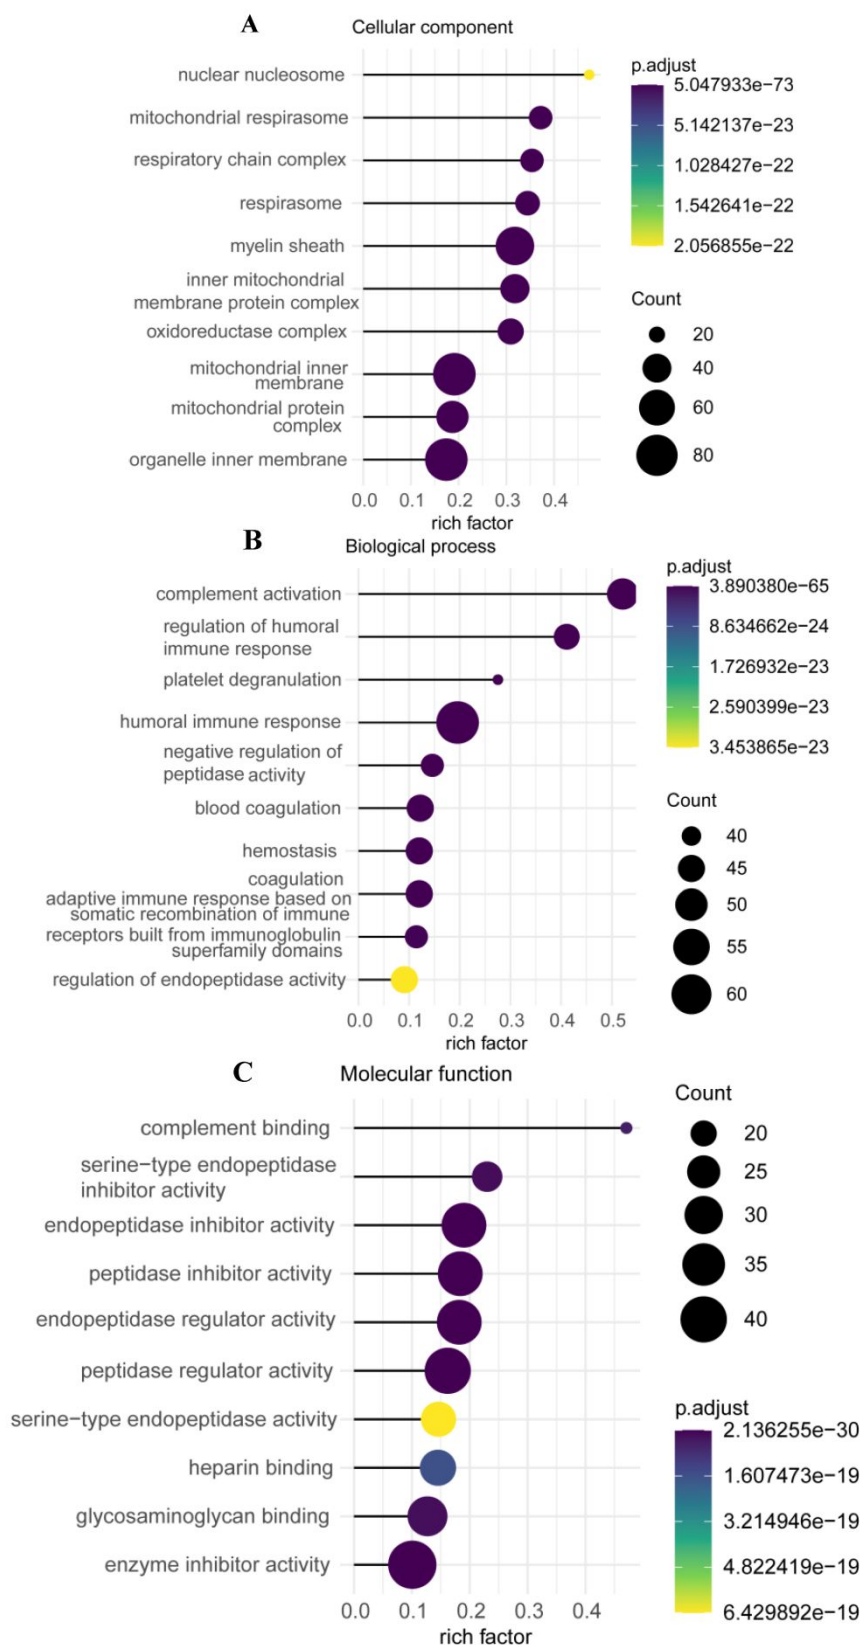 A
Cellular component
nuclear nucleosome
mitochondrial respirasome
respiratory chain complex
respirasome
myelin sheath
inner mitochondrial
membrane protein complex
oxidoreductase complex
mitochondrial inner
membrane
mitochondrial protein
complex
organelle inner membrane
0.0 0.1 0.2 0.3 0.4
rich factor
p.adjust
5.047933e−73
5.142137e−23
1.028427e−22
1.542641e−22
2.056855e−22
Count
20
40
60
80
B
Biological process
complement activation
regulation of humoral
immune response
platelet degranulation
humoral immune response
negative regulation of
peptidase activity
blood coagulation
hemostasis
coagulation
adaptive immune response based on
somatic recombination of immune
receptors built from immunoglobulin
superfamily domains
regulation of endopeptidase activity
0.0 0.1 0.2 0.3 0.4 0.5
rich factor
p.adjust
3.890380e−65
8.634662e−24
1.726932e−23
2.590399e−23
3.453865e−23
Count
40
45
50
55
60
C
Molecular function
complement binding
serine−type endopeptidase
inhibitor activity
endopeptidase inhibitor activity
peptidase inhibitor activity
endopeptidase regulator activity
peptidase regulator activity
serine−type endopeptidase activity
heparin binding
glycosaminoglycan binding
enzyme inhibitor activity
0.0 0.1 0.2 0.3 0.4
rich factor
Count
20
25
30
35
40
p.adjust
2.136255e−30
1.607473e−19
3.214946e−19
4.822419e−19
6.429892e−19